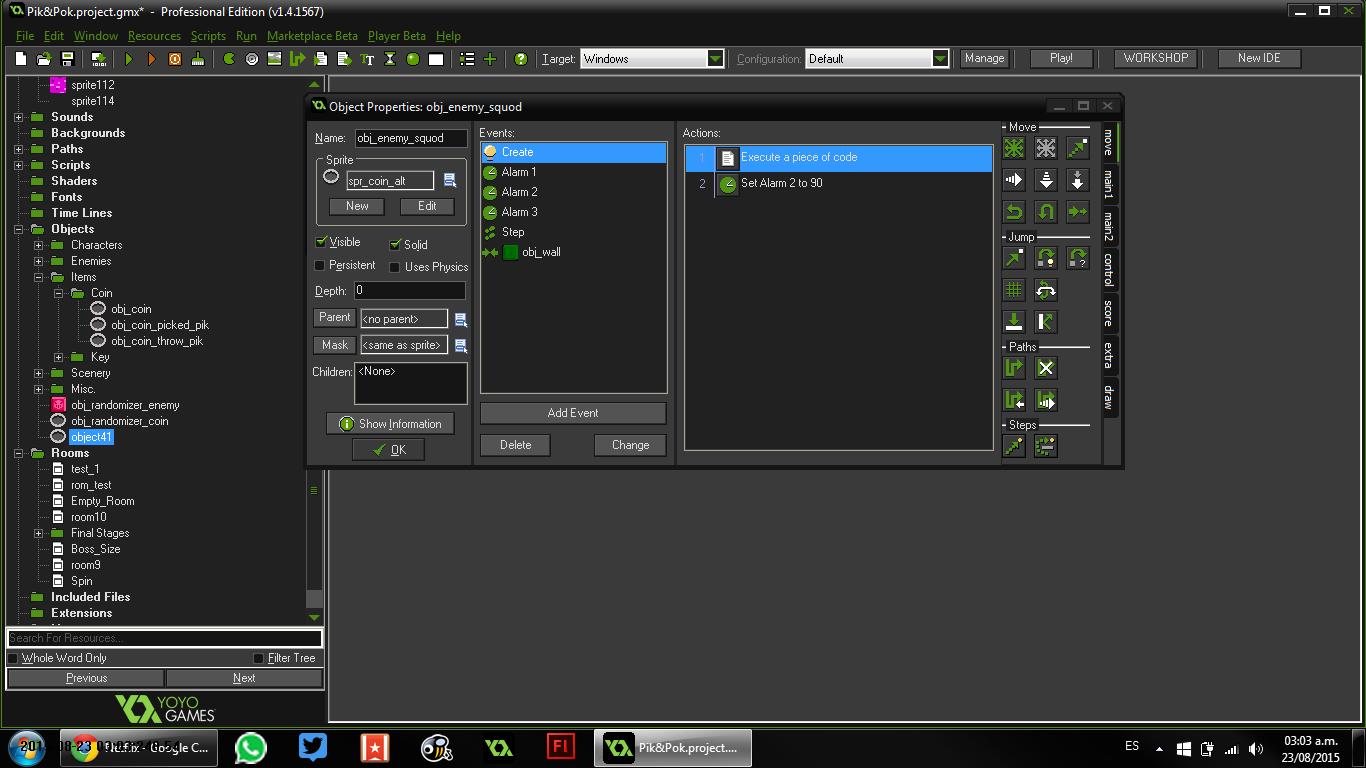 Pik&Pok.project.gmx* - Professional Edition (v1.4.1567)
File Edit Window Resources Scripts Run Marketplace Beta Player Beta Help
Target: Windows Configuration: Default Manage Play! WORKSHOP New IDE
sprite112
sprite114
Sounds
Backgrounds
Paths
Scripts
Shaders
Fonts
Time Lines
Objects
Characters
Enemies
Items
Coin
obj_coin
obj_coin_picked_pik
obj_coin_throw_pik
Key
Scenery
Misc.
obj_randomizer_enemy
obj_randomizer_coin
object41
Rooms
test_1
rom_test
Empty_Room
room10
Final Stages
Boss_Size
room9
Spin
Included Files
Extensions
Search For Resources...
Whole Word Only Filter Tree
Previous Next
YOYO
GAMES
Object Properties: obj_enemy_squod
Name: obj_enemy_squod
Sprite
spr_coin_alt
New Edit
Visible Solid
Persistent Uses Physics
Depth: 0
Parent <no parent>
Mask <same as sprite>
Children: <None>
Show Information
OK
Events:
Create
Alarm 1
Alarm 2
Alarm 3
Step
obj_wall
Add Event
Delete Change
Actions:
1 Execute a piece of code
2 Set Alarm 2 to 90
Move
Jump
Paths
Steps
move
main1
main2
control
score
extra
draw
- Google C...
Fl
Pik&Pok.project....
ES
03:03 a.m.
23/08/2015